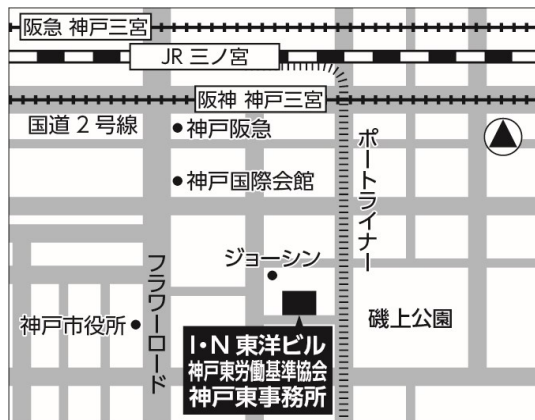 阪急 神戸三宮
JR 三ノ宮
阪神 神戸三宮
国道2号線
神戸阪急
神戸国際会館
ポートライナー
ジョーシン
フラワーロード
神戸市役所
磯上公園
I・N 東洋ビル
神戸東労働基準協会
神戸東事務所